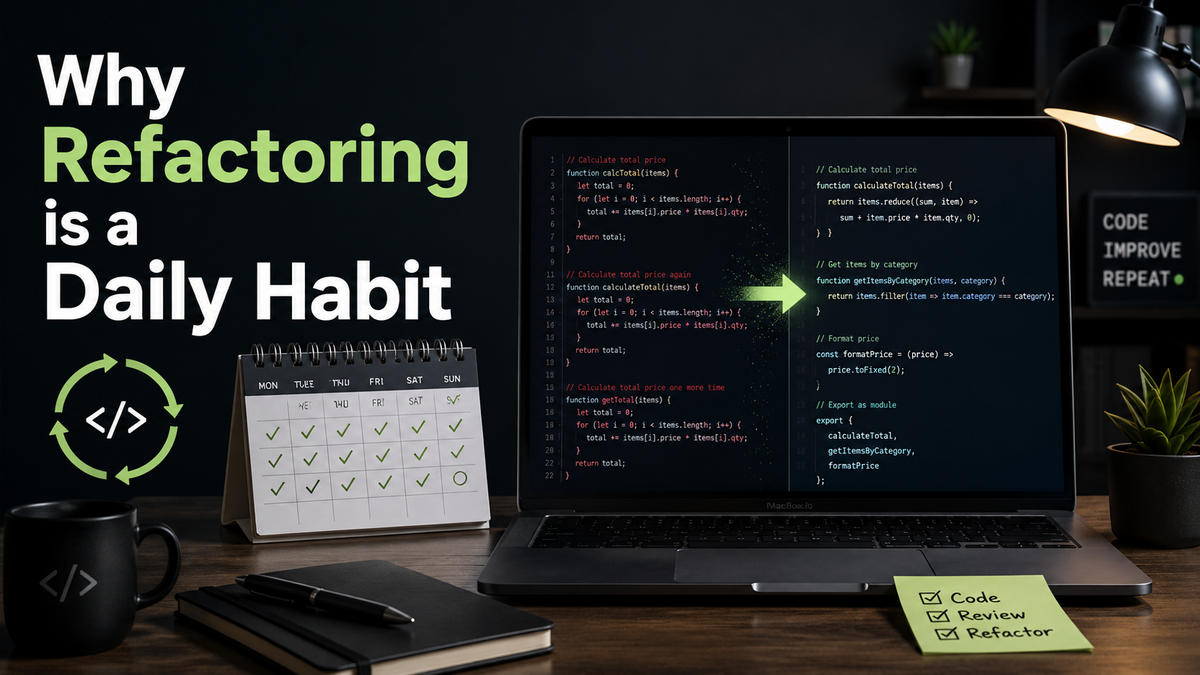 Why
Refactoring
is a
Daily Habit
</>
MON TUEE THU FRI SAT SUN
THU FRI SAT
</>
1 // Calculate total price
2 function calcTotal(items) {
3 let total = 0;
4 for (let i = 0; i < items.length; i++) {
5 total += items[i].price * items[i].qty;
6 }
7 return total;
8 }
11 // Calculate total price again
12 function calculateTotal(items) {
13 let total = 0;
14 for (let i = 0; i < items.length; i++) {
16 total += items[i].price * items[i].qty;
}
18 return total;
}
// Calculate total price one more time
18 function getTotal(items) {
let total = 0;
for (let i = 0; i < items.length; i++) {
total += items[i].price * items[i].qty;
20 }
22 return total;
22 }
// Calculate total price
function calculateTotal(items) {
return items.reduce((sum, item) =>
sum + item.price * item.qty, 0);
} }
// Get items by category
function getItemsByCategory(items, category) {
return items.filter(item => item.category === category);
}
// Format price
const formatPrice = (price) =>
price.toFixed(2);
// Export as module
export {
calculateTotal,
getItemsByCategory,
formatPrice
};
CODE
IMPROVE
REPEAT
Code
Review
Refactor